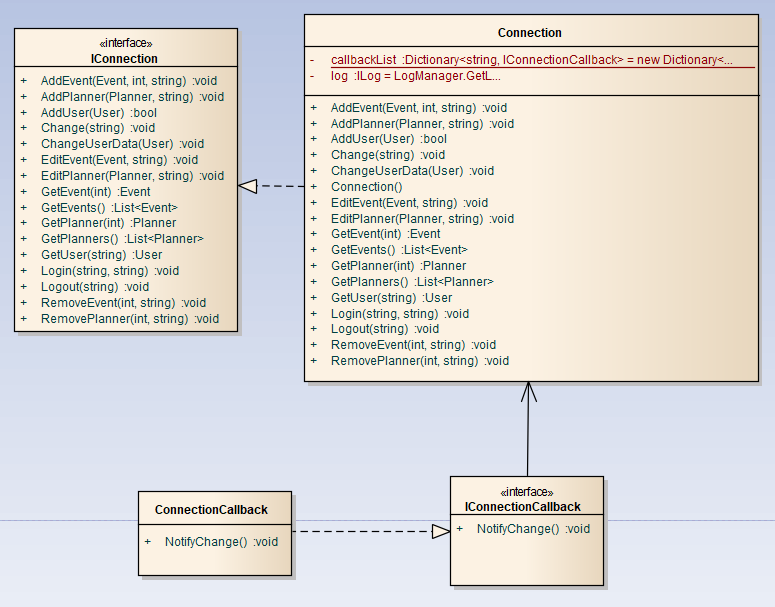 «interface»
IConnection
+ AddEvent(Event, int, string) :void
+ AddPlanner(Planner, string) :void
+ AddUser(User) :bool
+ Change(string) :void
+ ChangeUserData(User) :void
+ EditEvent(Event, string) :void
+ EditPlanner(Planner, string) :void
+ GetEvent(int) :Event
+ GetEvents() :List<Event>
+ GetPlanner(int) :Planner
+ GetPlanners() :List<Planner>
+ GetUser(string) :User
+ Login(string, string) :void
+ Logout(string) :void
+ RemoveEvent(int, string) :void
+ RemovePlanner(int, string) :void
Connection
- callbackList :Dictionary<string, IConnectionCallback> = new Dictionary<...
- log :ILog = LogManager.GetL...
+ AddEvent(Event, int, string) :void
+ AddPlanner(Planner, string) :void
+ AddUser(User) :bool
+ Change(string) :void
+ ChangeUserData(User) :void
+ Connection()
+ EditEvent(Event, string) :void
+ EditPlanner(Planner, string) :void
+ GetEvent(int) :Event
+ GetEvents() :List<Event>
+ GetPlanner(int) :Planner
+ GetPlanners() :List<Planner>
+ GetUser(string) :User
+ Login(string, string) :void
+ Logout(string) :void
+ RemoveEvent(int, string) :void
+ RemovePlanner(int, string) :void
ConnectionCallback
+ NotifyChange() :void
«interface»
IConnectionCallback
+ NotifyChange() :void